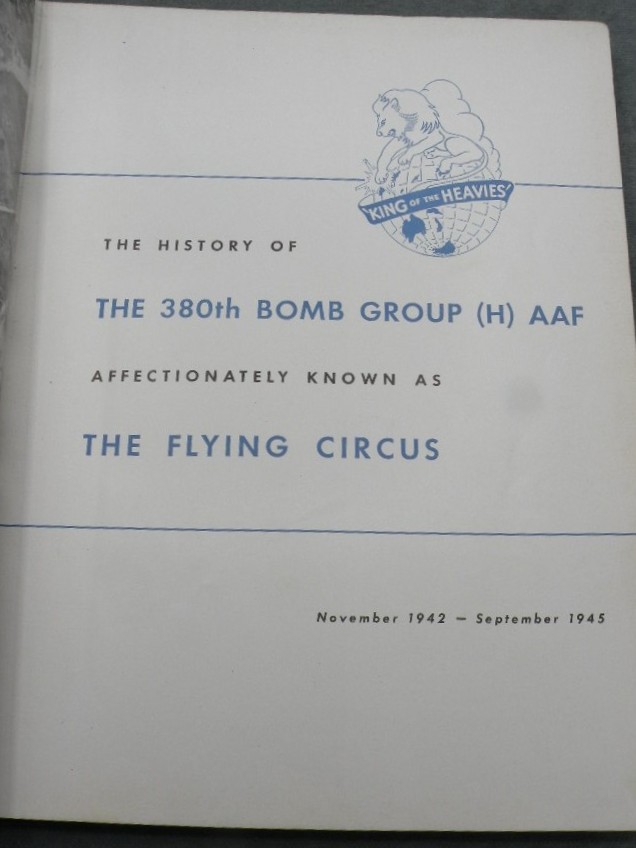 'KING OF THE HEAVIES'
THE HISTORY OF
THE 380th BOMB GROUP (H) AAF
AFFECTIONATELY KNOWN AS
THE FLYING CIRCUS
November 1942 — September 1945